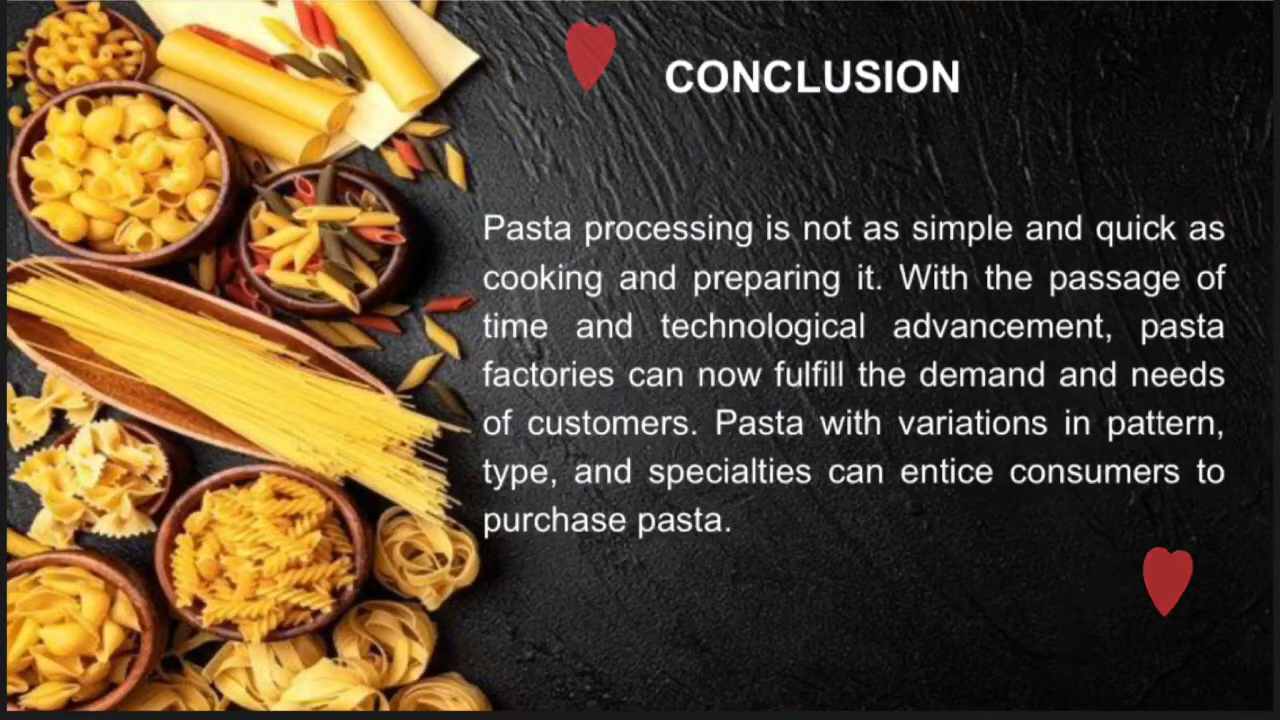 CONCLUSION
Pasta processing is not as simple and quick as
cooking and preparing it. With the passage of
time and technological advancement, pasta
factories can now fulfill the demand and needs
of customers. Pasta with variations in pattern,
type, and specialties can entice consumers to
purchase pasta.